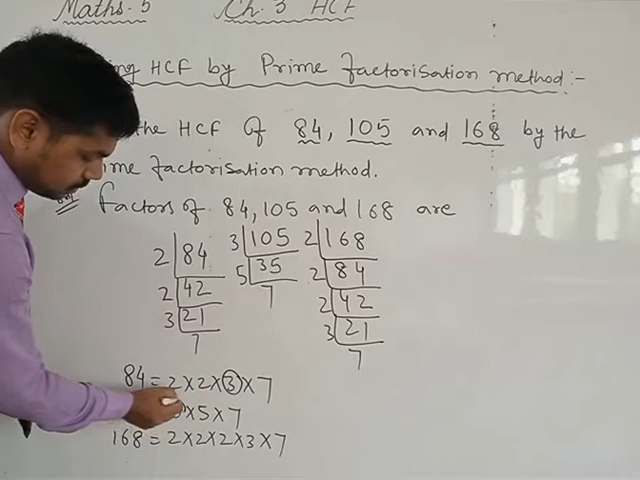 Maths-5 Ch. 3 HCF
HCF by Prime Factorisation method:-
the HCF of 84, 105 and 168 by the
ime factorisation method.
factors of 84, 105 and 168 are
2 84 3 105 2 168
2 42 5 35 2 84
3 21 7 2 42
7 3 21
7
84 = 2×2×3×7
×5×7
168 = 2×2×2×3×7